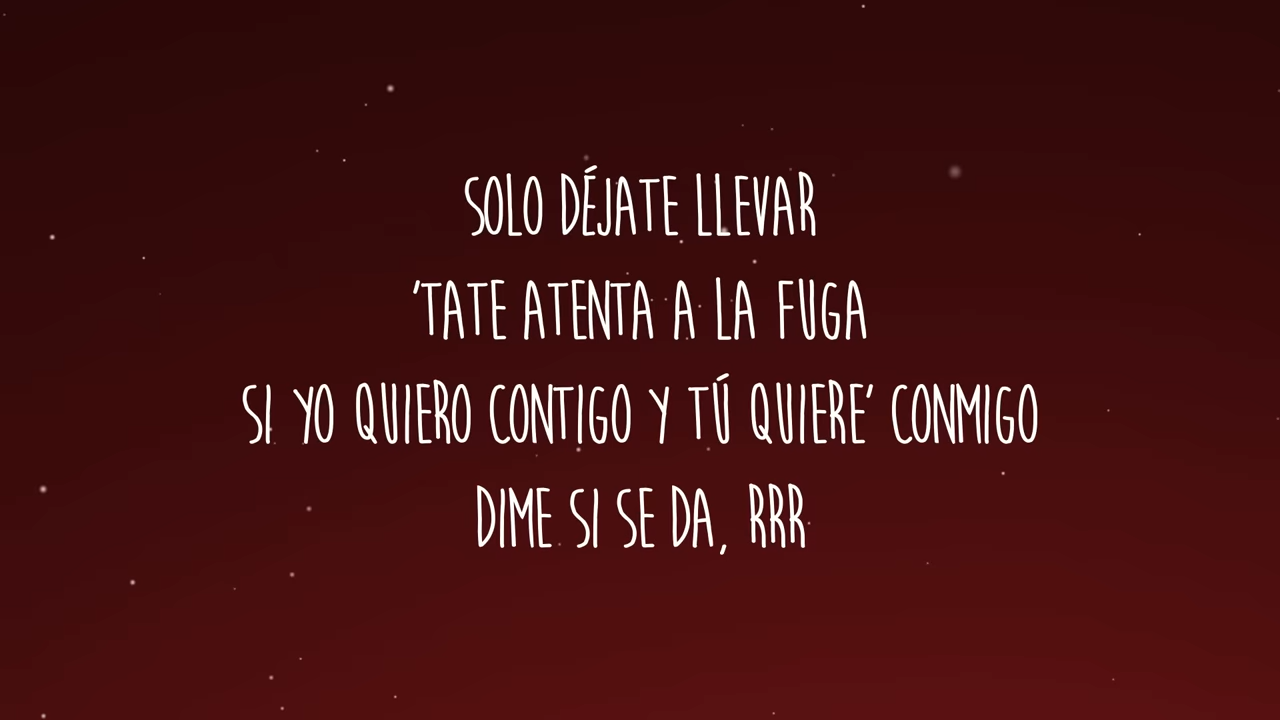 SOLO DÉJATE LLEVAR
'TATE ATENTA A LA FUGA
SI YO QUIERO CONTIGO Y TÚ QUIERE' CONMIGO
DIME SI SE DA, RRR